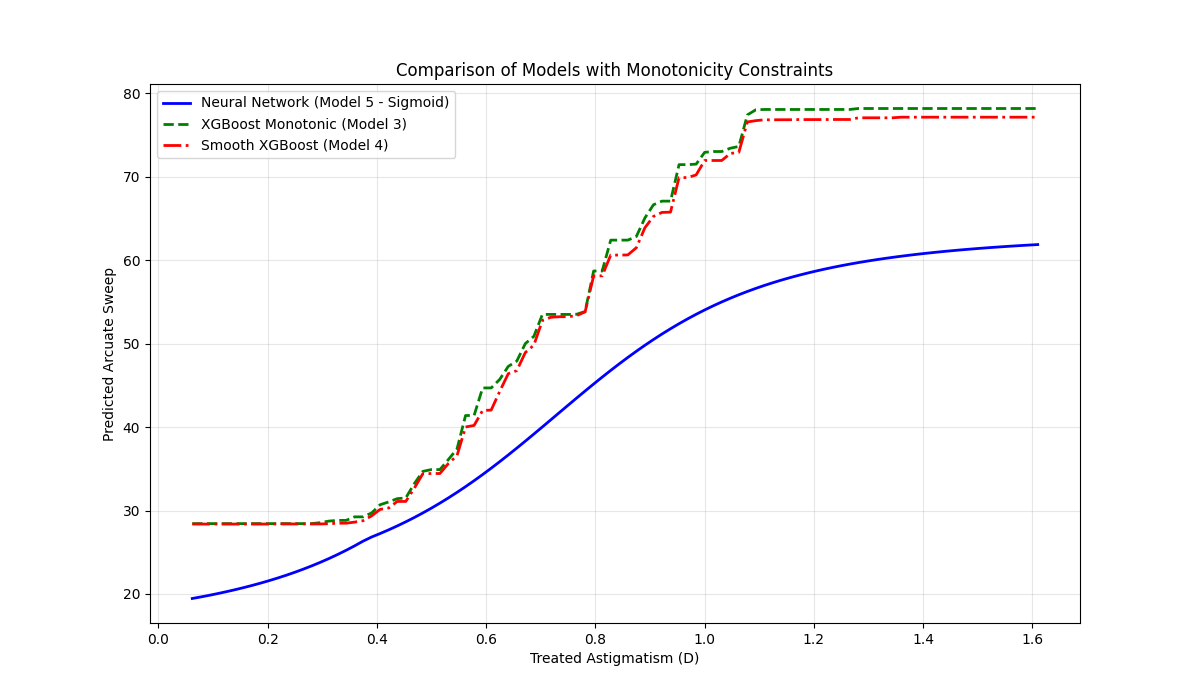 Comparison of Models with Monotonicity Constraints
Neural Network (Model 5 - Sigmoid)
XGBoost Monotonic (Model 3)
Smooth XGBoost (Model 4)
Predicted Arcuate Sweep
80
70
60
50
40
30
20
0.0 0.2 0.4 0.6 0.8 1.0 1.2 1.4 1.6
Treated Astigmatism (D)